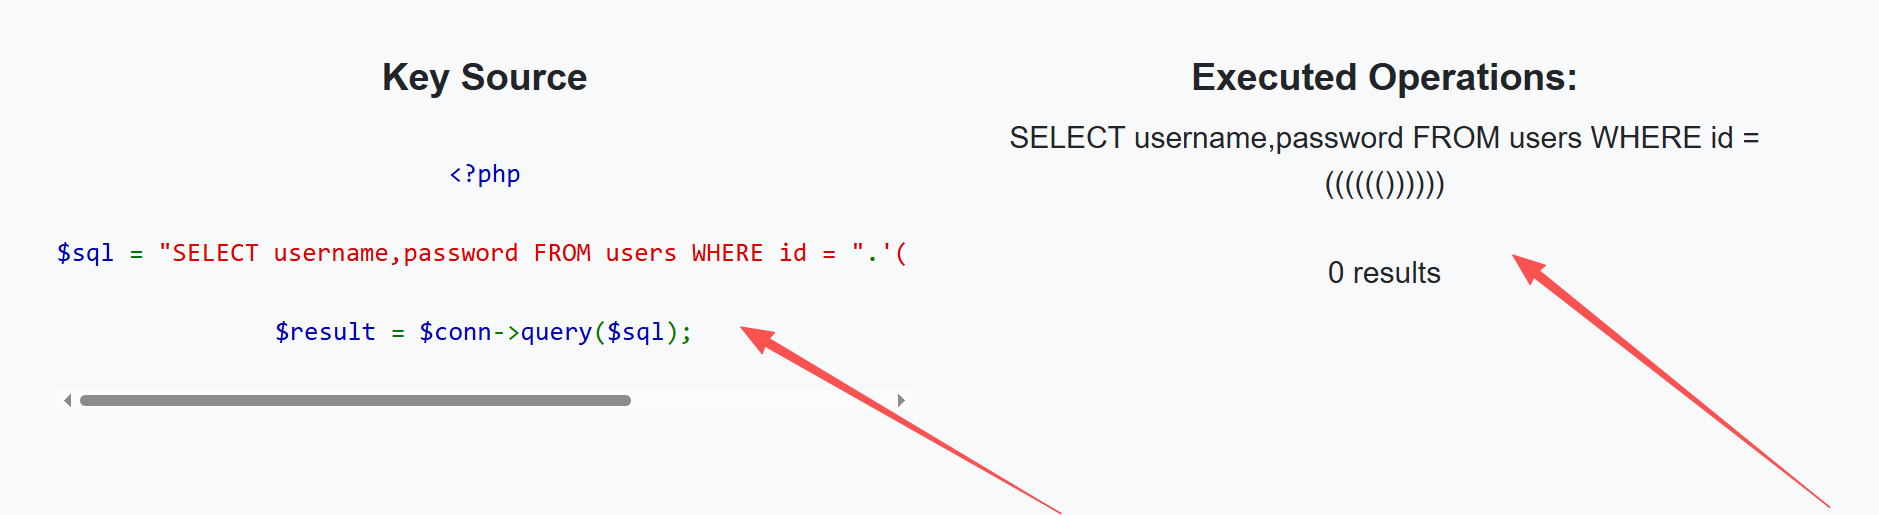 Key Source
<?php
$sql = "SELECT username,password FROM users WHERE id = ".'(
$result = $conn->query($sql);
Executed Operations:
SELECT username,password FROM users WHERE id =
(((((())))))
0 results